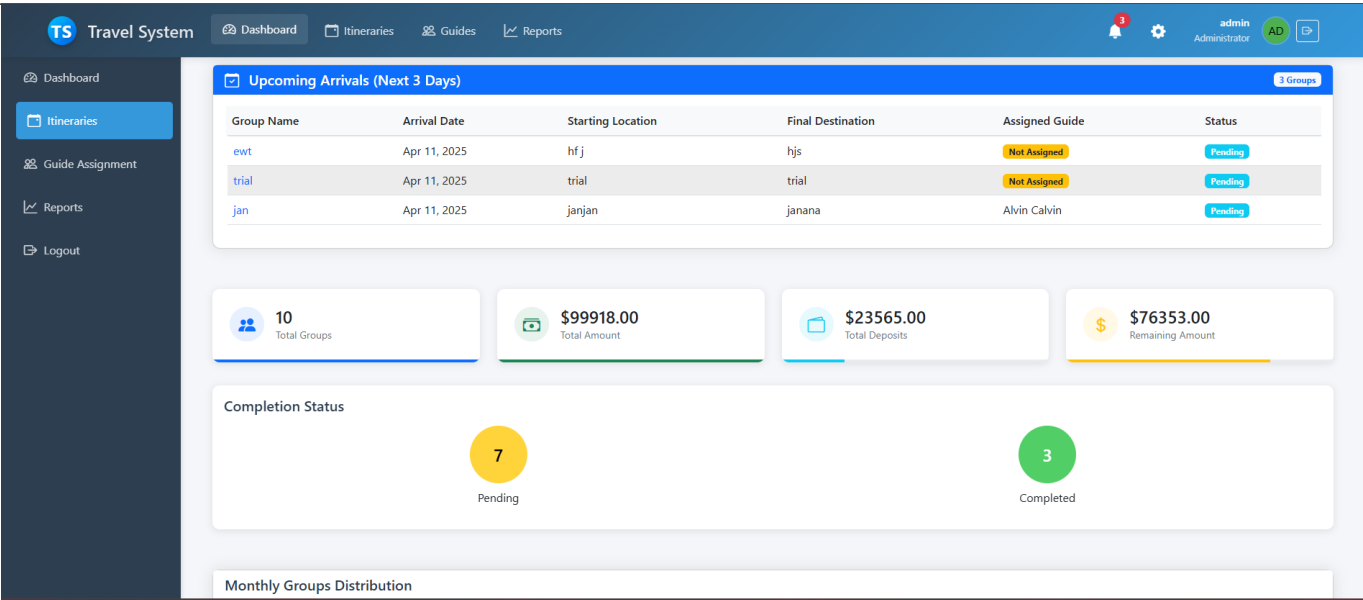 TS Travel System Dashboard Itineraries Guides Reports 3 admin AD
Administrator
Dashboard
Itineraries
Guide Assignment
Reports
Logout
Upcoming Arrivals (Next 3 Days) 3 Groups
Group Name Arrival Date Starting Location Final Destination Assigned Guide Status
ewt Apr 11, 2025 hf j hjs Not Assigned Pending
trial Apr 11, 2025 trial trial Not Assigned Pending
jan Apr 11, 2025 janjan janana Alvin Calvin Pending
10 $99918.00 $23565.00 $ $76353.00
Total Groups Total Amount Total Deposits Remaining Amount
Completion Status
7 3
Pending Completed
Monthly Groups Distribution